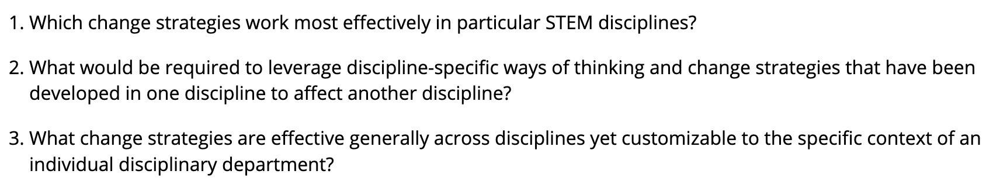 1. Which change strategies work most effectively in particular STEM disciplines?
2. What would be required to leverage discipline-specific ways of thinking and change strategies that have been
developed in one discipline to affect another discipline?
3. What change strategies are effective generally across disciplines yet customizable to the specific context of an
individual disciplinary department?